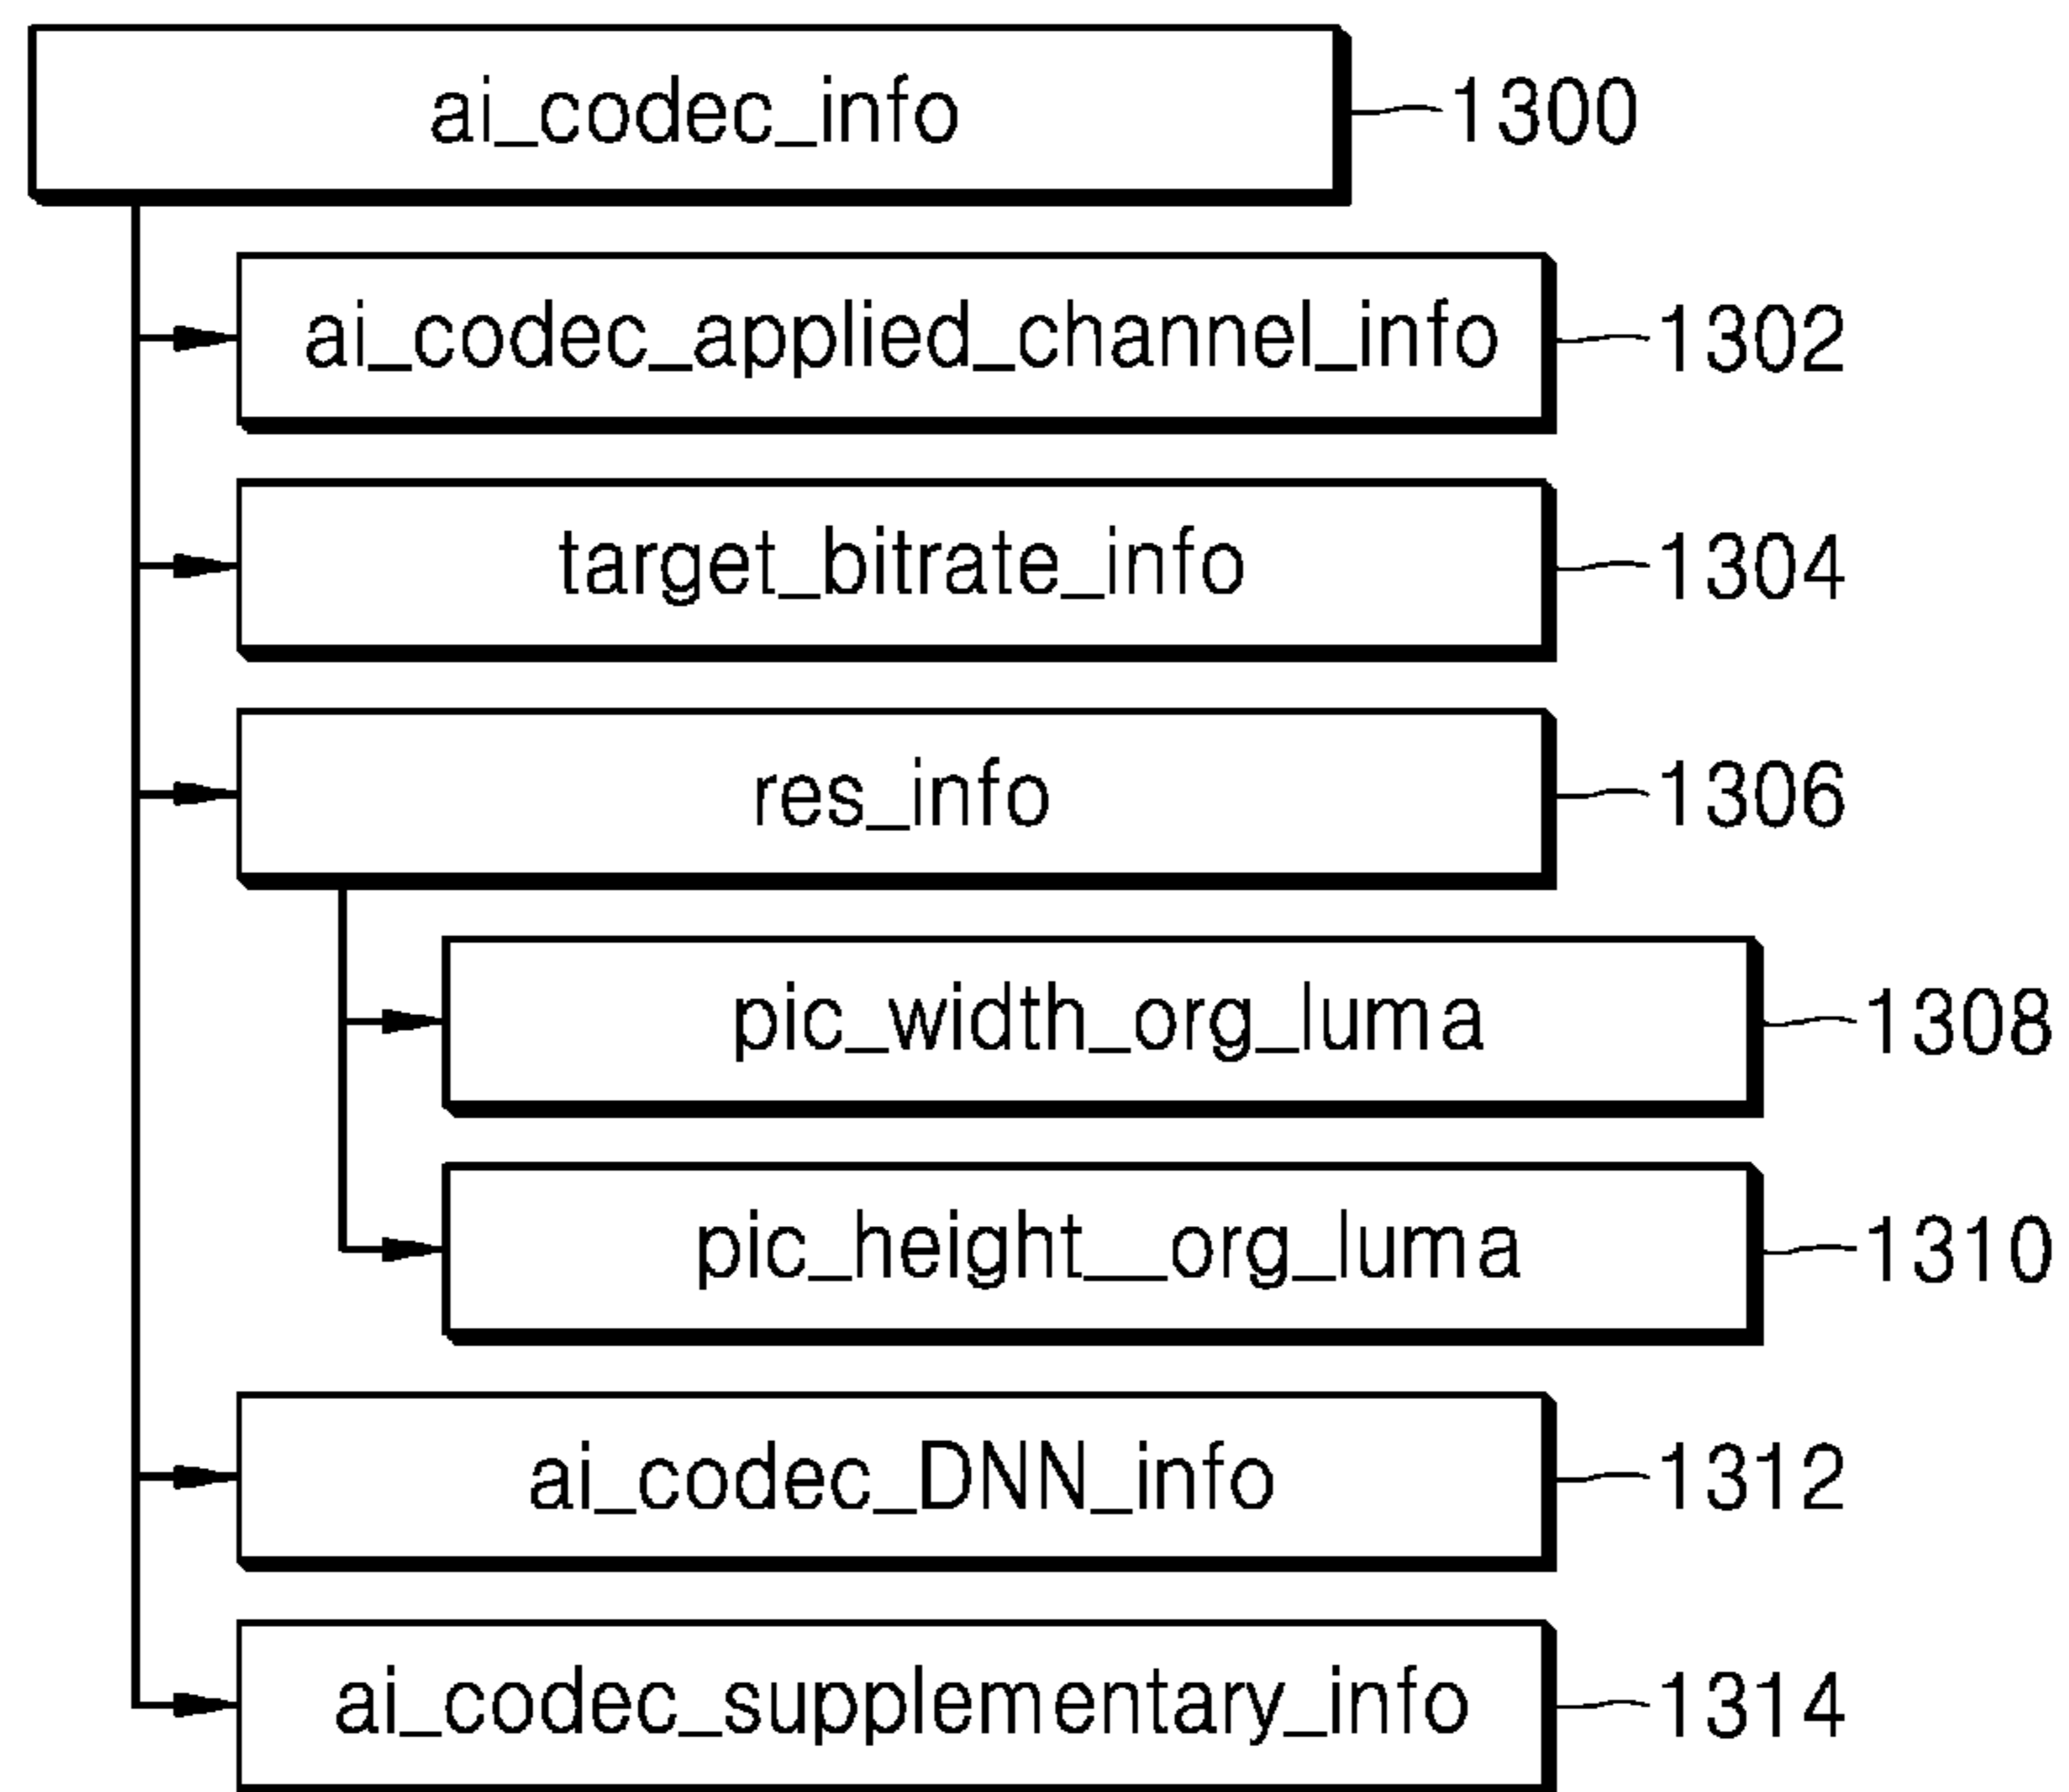 ai_codec_info 1300
ai_codec_applied_channel_info 1302
target_bitrate_info 1304
res_info 1306
pic_width_org_luma 1308
pic_height__org_luma 1310
ai_codec_DNN_info 1312
ai_codec_supplementary_info 1314